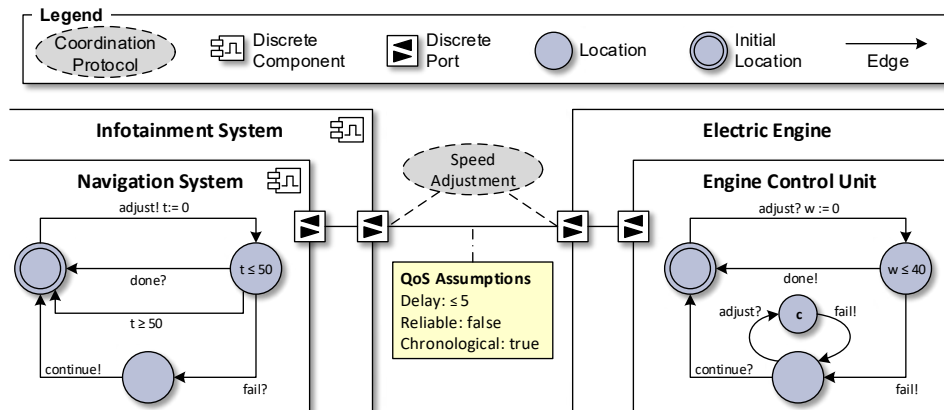 Legend
Coordination
Protocol
Discrete
Component
Discrete
Port
Location
Initial
Location
Edge
Infotainment System
Navigation System
adjust! t:= 0
t ≤ 50
done?
t ≥ 50
continue!
fail?
Speed
Adjustment
QoS Assumptions
Delay: ≤ 5
Reliable: false
Chronological: true
Electric Engine
Engine Control Unit
adjust? w := 0
w ≤ 40
done!
adjust?
c
fail!
continue?
fail!